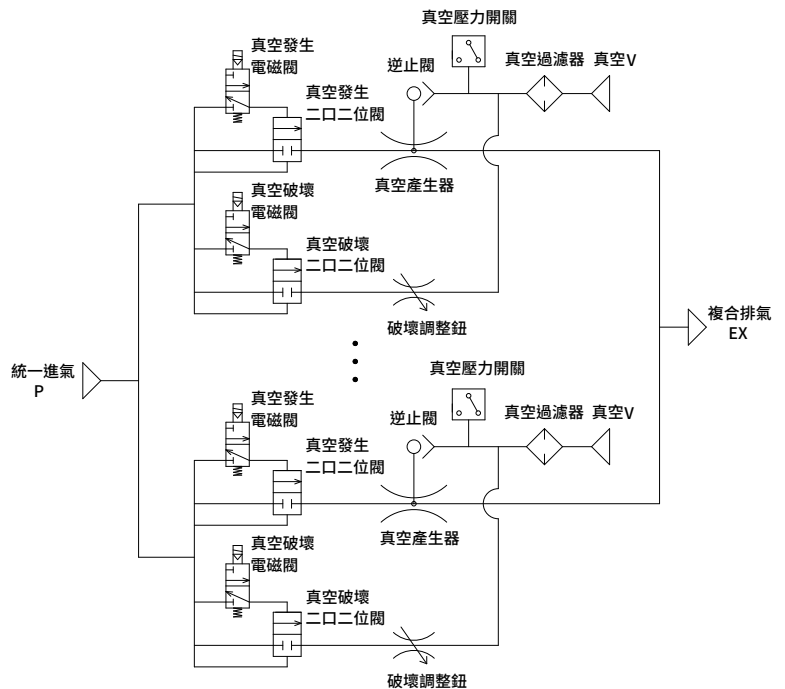 真空壓力開關
真空發生
電磁閥
逆止閥
真空過濾器
真空V
真空發生
二口二位閥
真空產生器
真空破壞
電磁閥
真空破壞
二口二位閥
破壞調整鈕
複合排氣
EX
統一進氣
P
真空壓力開關
真空發生
電磁閥
逆止閥
真空過濾器
真空V
真空發生
二口二位閥
真空產生器
真空破壞
電磁閥
真空破壞
二口二位閥
破壞調整鈕